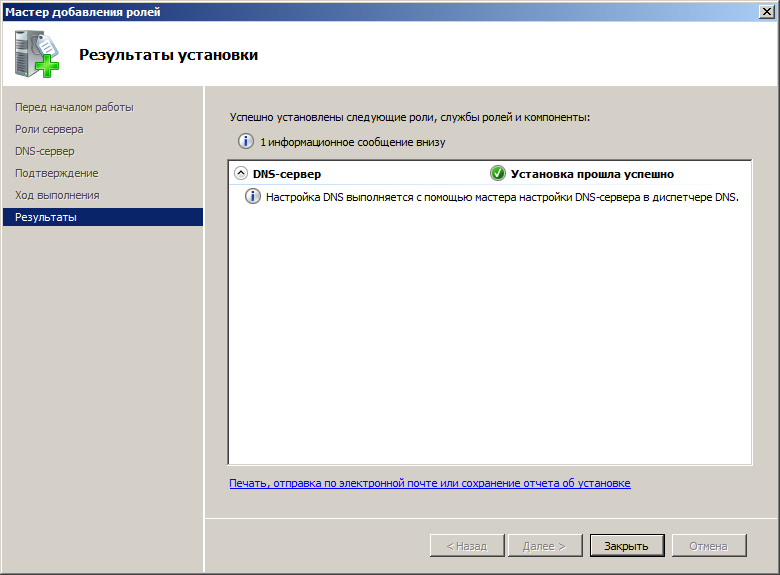 Мастер добавления ролей
Результаты установки
Перед началом работы
Роли сервера
DNS-сервер
Подтверждение
Ход выполнения
Результаты
Успешно установлены следующие роли, службы ролей и компоненты:
1 информационное сообщение внизу
DNS-сервер
Установка прошла успешно
Настройка DNS выполняется с помощью мастера настройки DNS-сервера в диспетчере DNS.
Печать, отправка по электронной почте или сохранение отчета об установке
< Назад
Далее >
Закрыть
Отмена